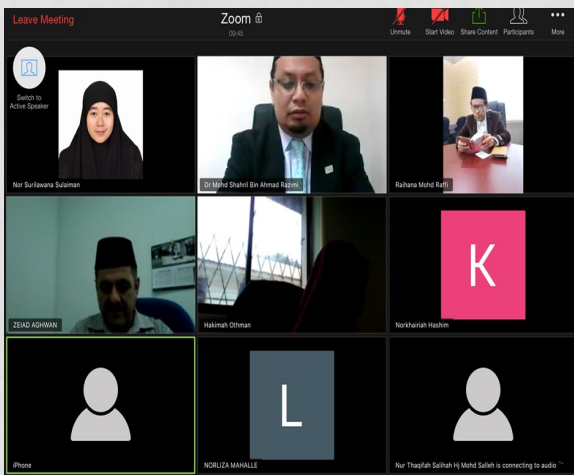 Leave Meeting
Zoom
09:45
Unmute
Start Video
Share Content
Participants
More
Switch to
Active Speaker
Nor Surilawana Sulaiman
Dr Mohd Shahril Bin Ahmad Razimi
Raihana Mohd Raffi
ZEIAD AGHWAN
Hakimah Othman
K
Norkhairiah Hashim
iPhone
L
NORLIZA MAHALLE
Nur Thaqifah Salihah Hj Mohd Salleh is connecting to audio